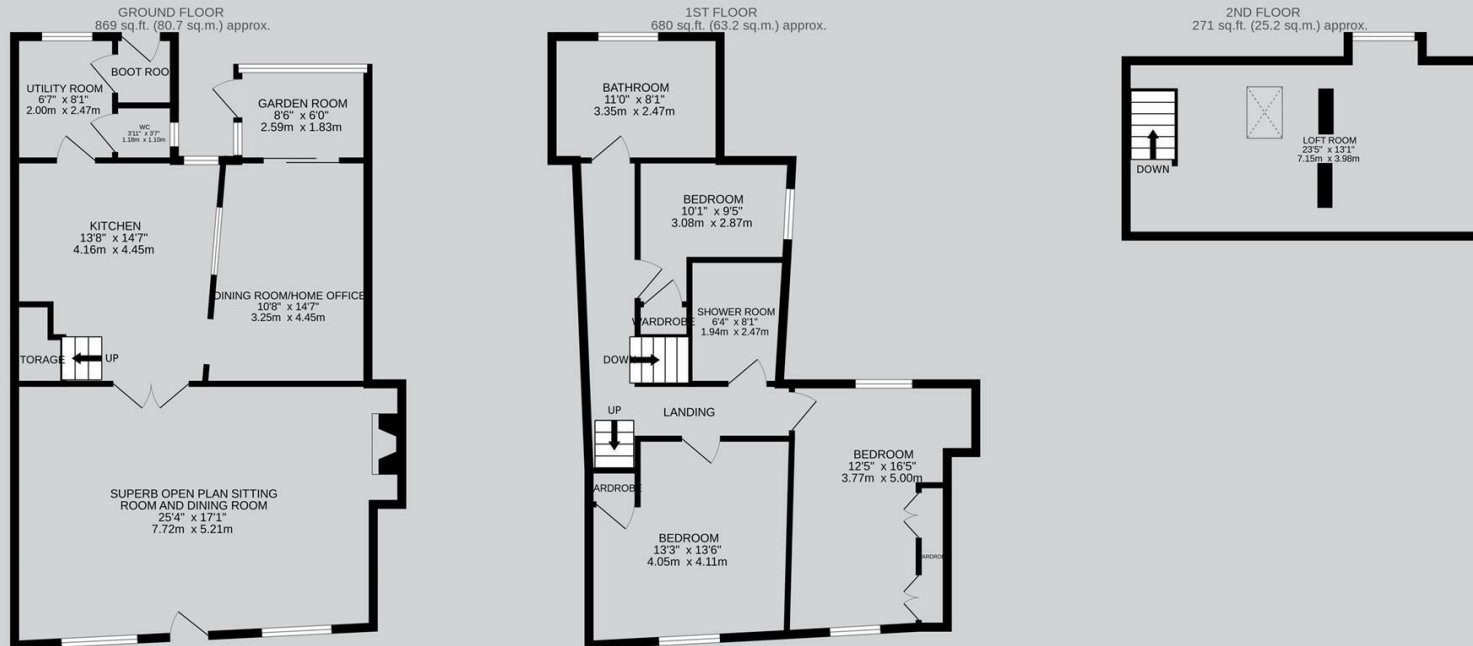 GROUND FLOOR
869 sq.ft. (80.7 sq.m.) approx.
BOOT ROO
UTILITY ROOM
6'7" x 8'1"
2.00m x 2.47m
WC
3'11" x 3'7"
1.18m x 1.10m
GARDEN ROOM
8'6" x 6'0"
2.59m x 1.83m
KITCHEN
13'8" x 14'7"
4.16m x 4.45m
DINING ROOM/HOME OFFICE
10'8" x 14'7"
3.25m x 4.45m
TORAGE
UP
SUPERB OPEN PLAN SITTING
ROOM AND DINING ROOM
25'4" x 17'1"
7.72m x 5.21m
1ST FLOOR
680 sq.ft. (63.2 sq.m.) approx.
BATHROOM
11'0" x 8'1"
3.35m x 2.47m
BEDROOM
10'1" x 9'5"
3.08m x 2.87m
WARDROBE
SHOWER ROOM
6'4" x 8'1"
1.94m x 2.47m
DOWN
UP
LANDING
ARDROBE
BEDROOM
13'3" x 13'6"
4.05m x 4.11m
BEDROOM
12'5" x 16'5"
3.77m x 5.00m
ARDROB
2ND FLOOR
271 sq.ft. (25.2 sq.m.) approx.
DOWN
LOFT ROOM
23'5" x 13'1"
7.15m x 3.98m